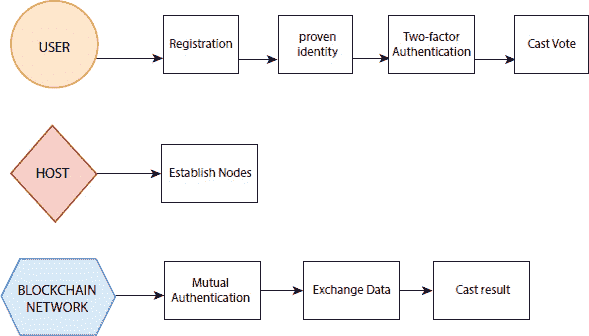 USER
Registration
proven
identity
Two-factor
Authentication
Cast Vote
HOST
Establish Nodes
BLOCKCHAIN
NETWORK
Mutual
Authentication
Exchange Data
Cast result